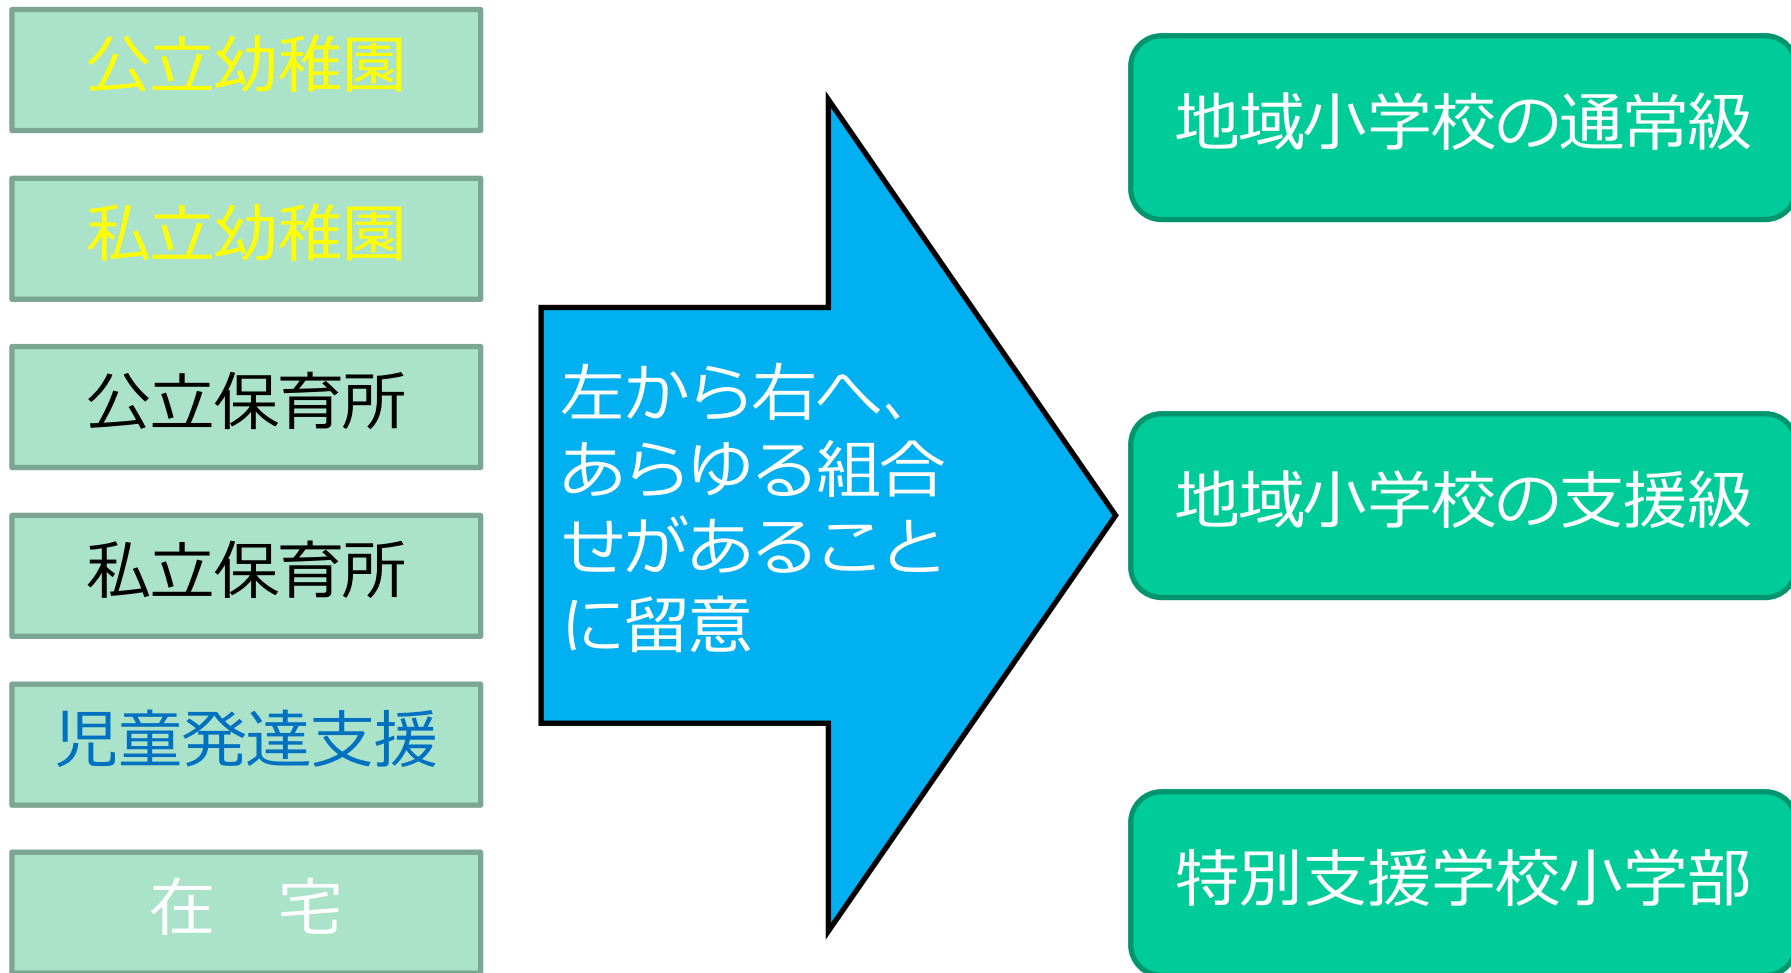 公立幼稚園
私立幼稚園
公立保育所
私立保育所
児童発達支援
在　宅
左から右へ、
あらゆる組合
せがあること
に留意
地域小学校の通常級
地域小学校の支援級
特別支援学校小学部